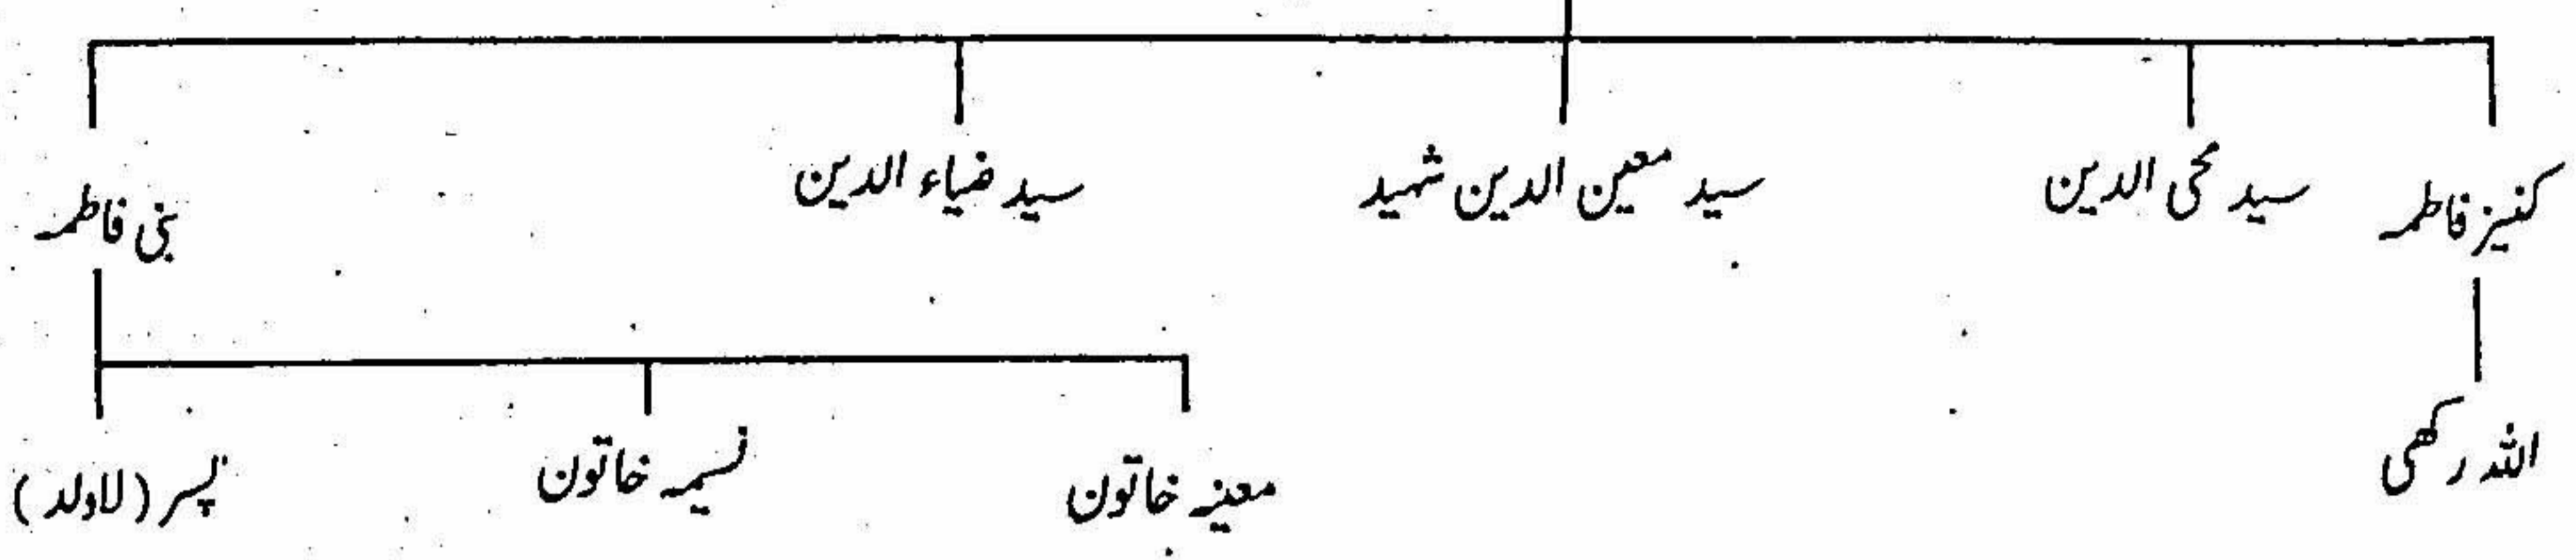 کنیز فاطمہ سید محی الدین سید معین الدین شہید سید ضیاء الدین بنی فاطمہ
اللہ رکھی معینہ خاتون نسیمہ خاتون پسر (لاولد)